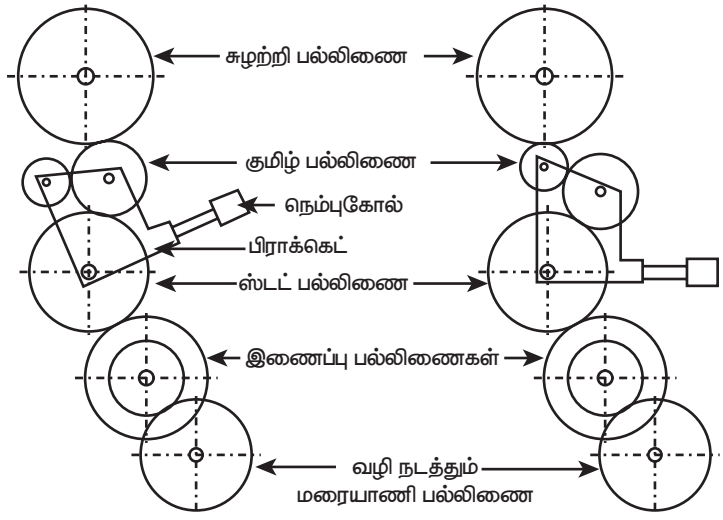 சுழற்றி பல்லிணை
குமிழ் பல்லிணை
நெம்புகோல்
பிராக்கெட்
ஸ்டட் பல்லிணை
இணைப்பு பல்லிணைகள்
வழி நடத்தும்
மரையாணி பல்லிணை